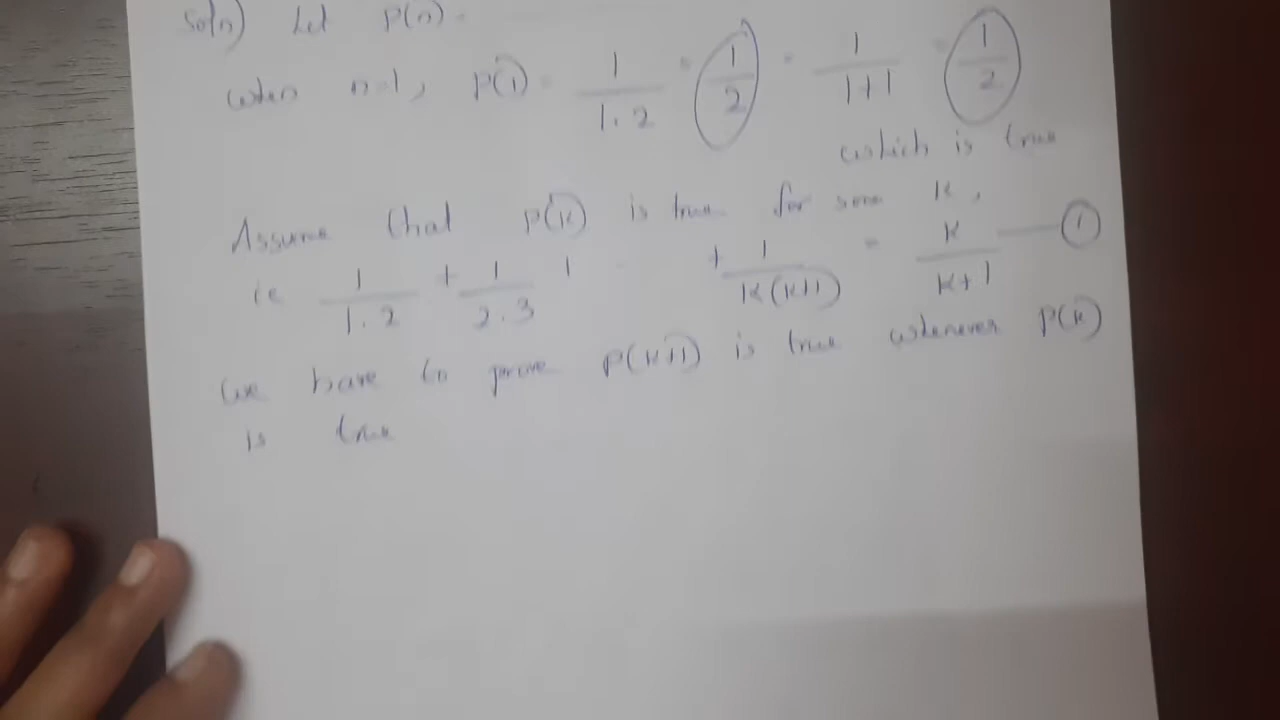 Soln) Let P(n) =
when n=1, P(1) = 1/1.2 = 1/2 = 1/1+1 = 1/2
which is true
Assume that P(k) is true for some k,
ie 1/1.2 + 1/2.3 + 1/k(k+1) = k/k+1 — ①
we have to prove P(k+1) is true whenever P(k)
is true